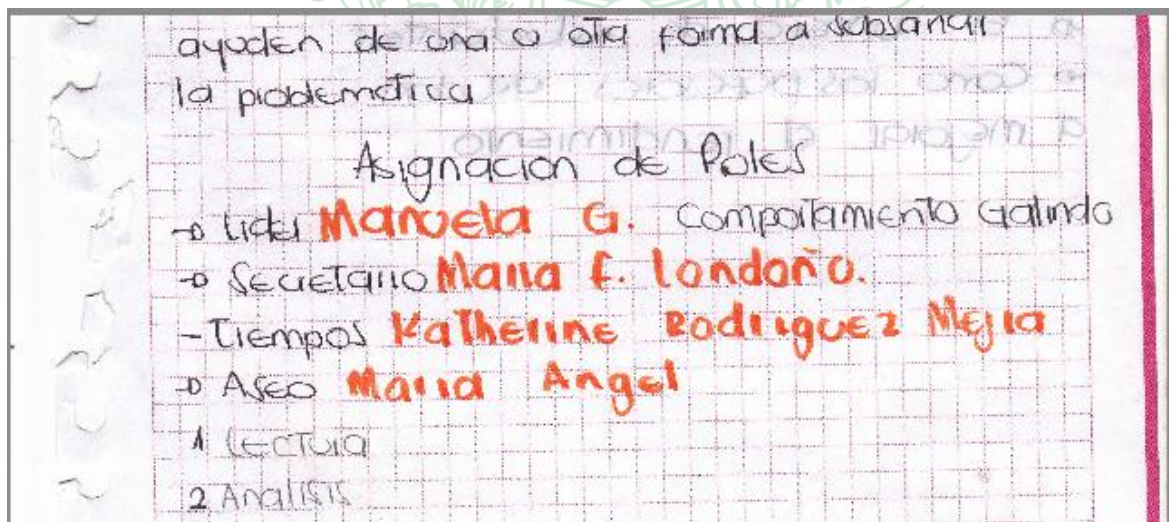 ayuden de una o otra forma a subsanar
la problematica
Asignacion de Roles
→ Lider Manuela G. comportamiento Galindo
→ Secretario Maria F. Londoño.
- Tiempos Katherine Rodriguez Mejia
→ Aseo Maria Angel
1 Lectura
2 Analisis